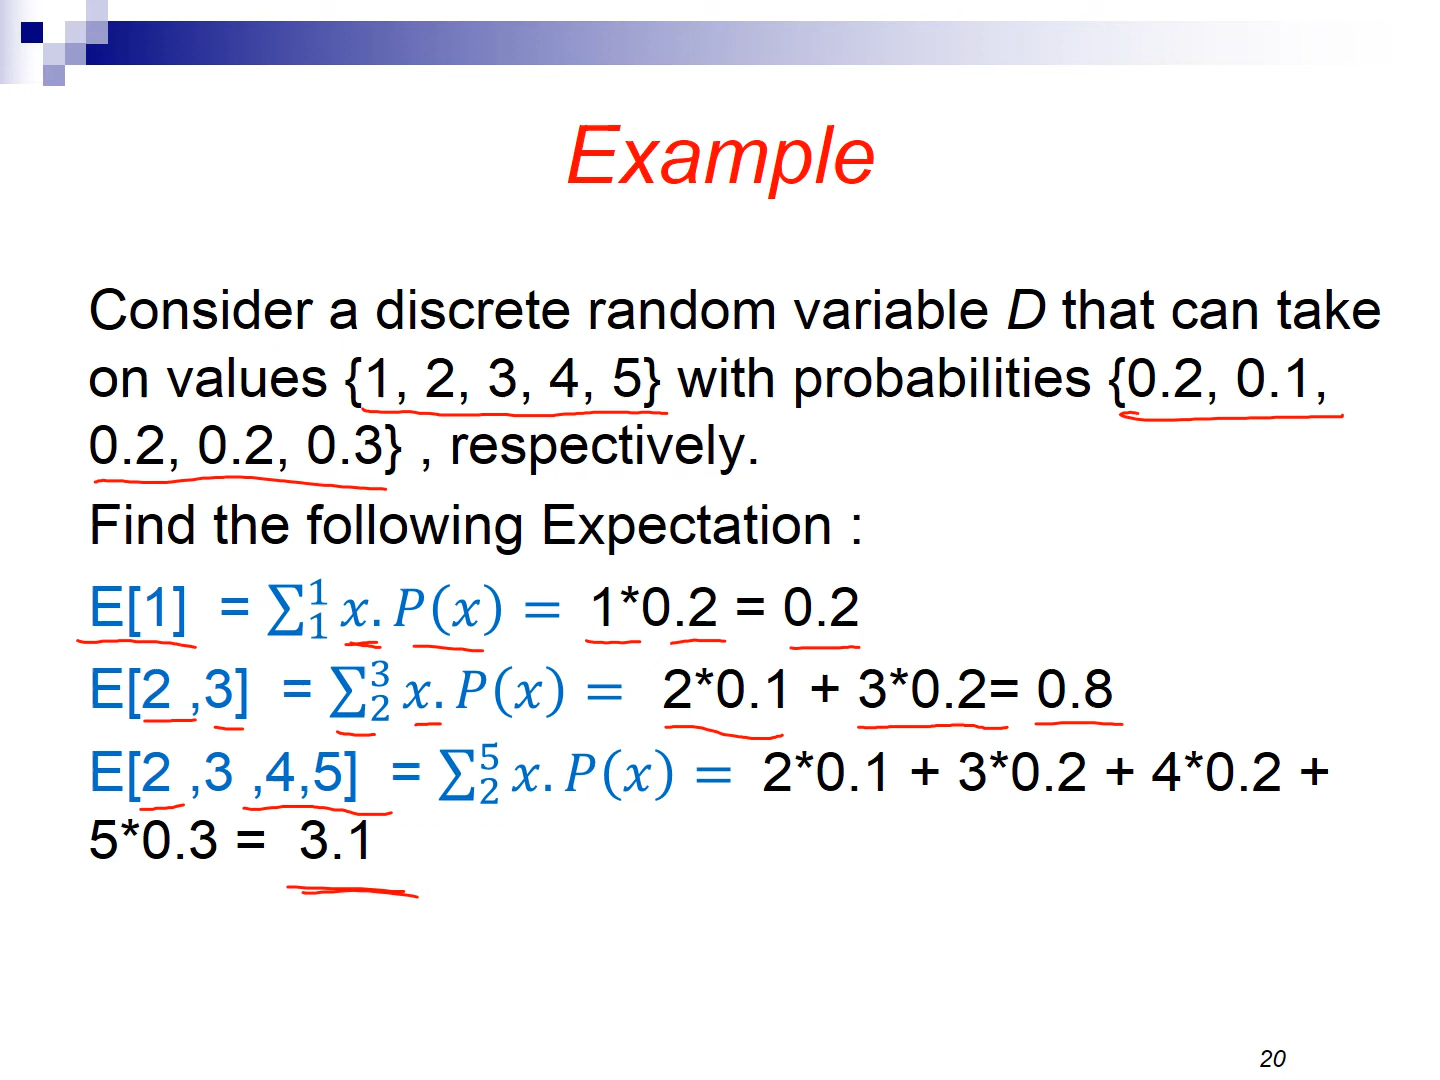 Example
Consider a discrete random variable D that can take
on values {1, 2, 3, 4, 5} with probabilities {0.2, 0.1,
0.2, 0.2, 0.3} , respectively.
Find the following Expectation :
E[1] = ∑₁¹ x. P(x) = 1*0.2 = 0.2
E[2 ,3] = ∑₂³ x. P(x) = 2*0.1 + 3*0.2= 0.8
E[2 ,3 ,4,5] = ∑₂⁵ x. P(x) = 2*0.1 + 3*0.2 + 4*0.2 +
5*0.3 = 3.1
20